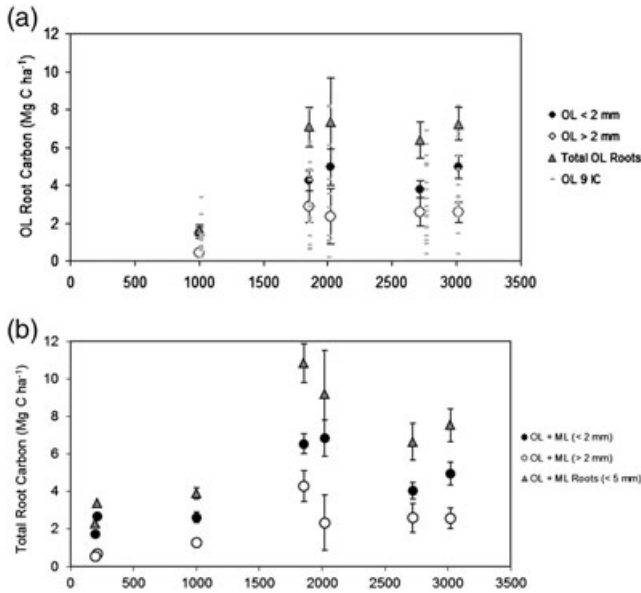 (a)
12
10
8
6
4
2
0
OL Root Carbon (Mg C ha⁻¹)
0 500 1000 1500 2000 2500 3000 3500
OL < 2 mm
OL > 2 mm
Total OL Roots
OL 9 IC
(b)
12
10
8
6
4
2
0
Total Root Carbon (Mg C ha⁻¹)
0 500 1000 1500 2000 2500 3000 3500
OL + ML (< 2 mm)
OL + ML (> 2 mm)
OL + ML Roots (< 5 mm)